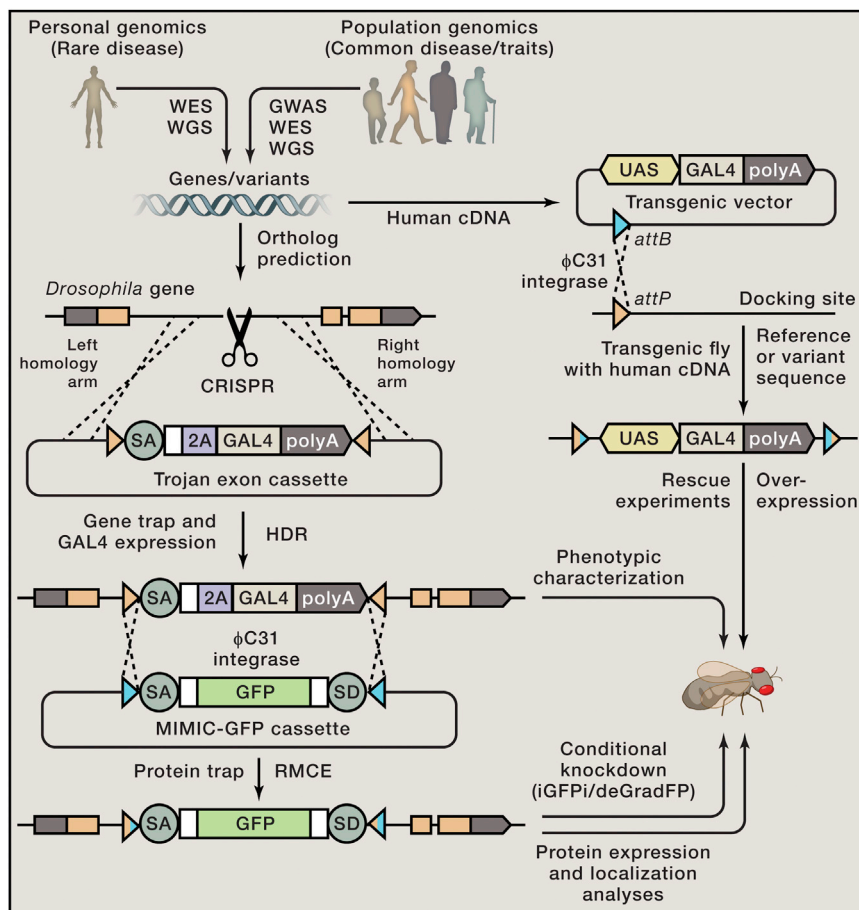 Personal genomics
(Rare disease)
Population genomics
(Common disease/traits)
WES
WGS
GWAS
WES
WGS
Genes/variants
Human cDNA
UAS
GAL4
polyA
Transgenic vector
attB
ϕC31
integrase
attP
Docking site
Ortholog
prediction
Drosophila gene
Left
homology
arm
CRISPR
Right
homology
arm
Transgenic fly
with human cDNA
Reference
or variant
sequence
SA
2A
GAL4
polyA
Trojan exon cassette
UAS
GAL4
polyA
Rescue
experiments
Over-
expression
Gene trap and
GAL4 expression
HDR
Phenotypic
characterization
SA
2A
GAL4
polyA
ϕC31
integrase
SA
GFP
SD
MIMIC-GFP cassette
Protein trap
RMCE
Conditional
knockdown
(iGFPi/deGradFP)
SA
GFP
SD
Protein expression
and localization
analyses